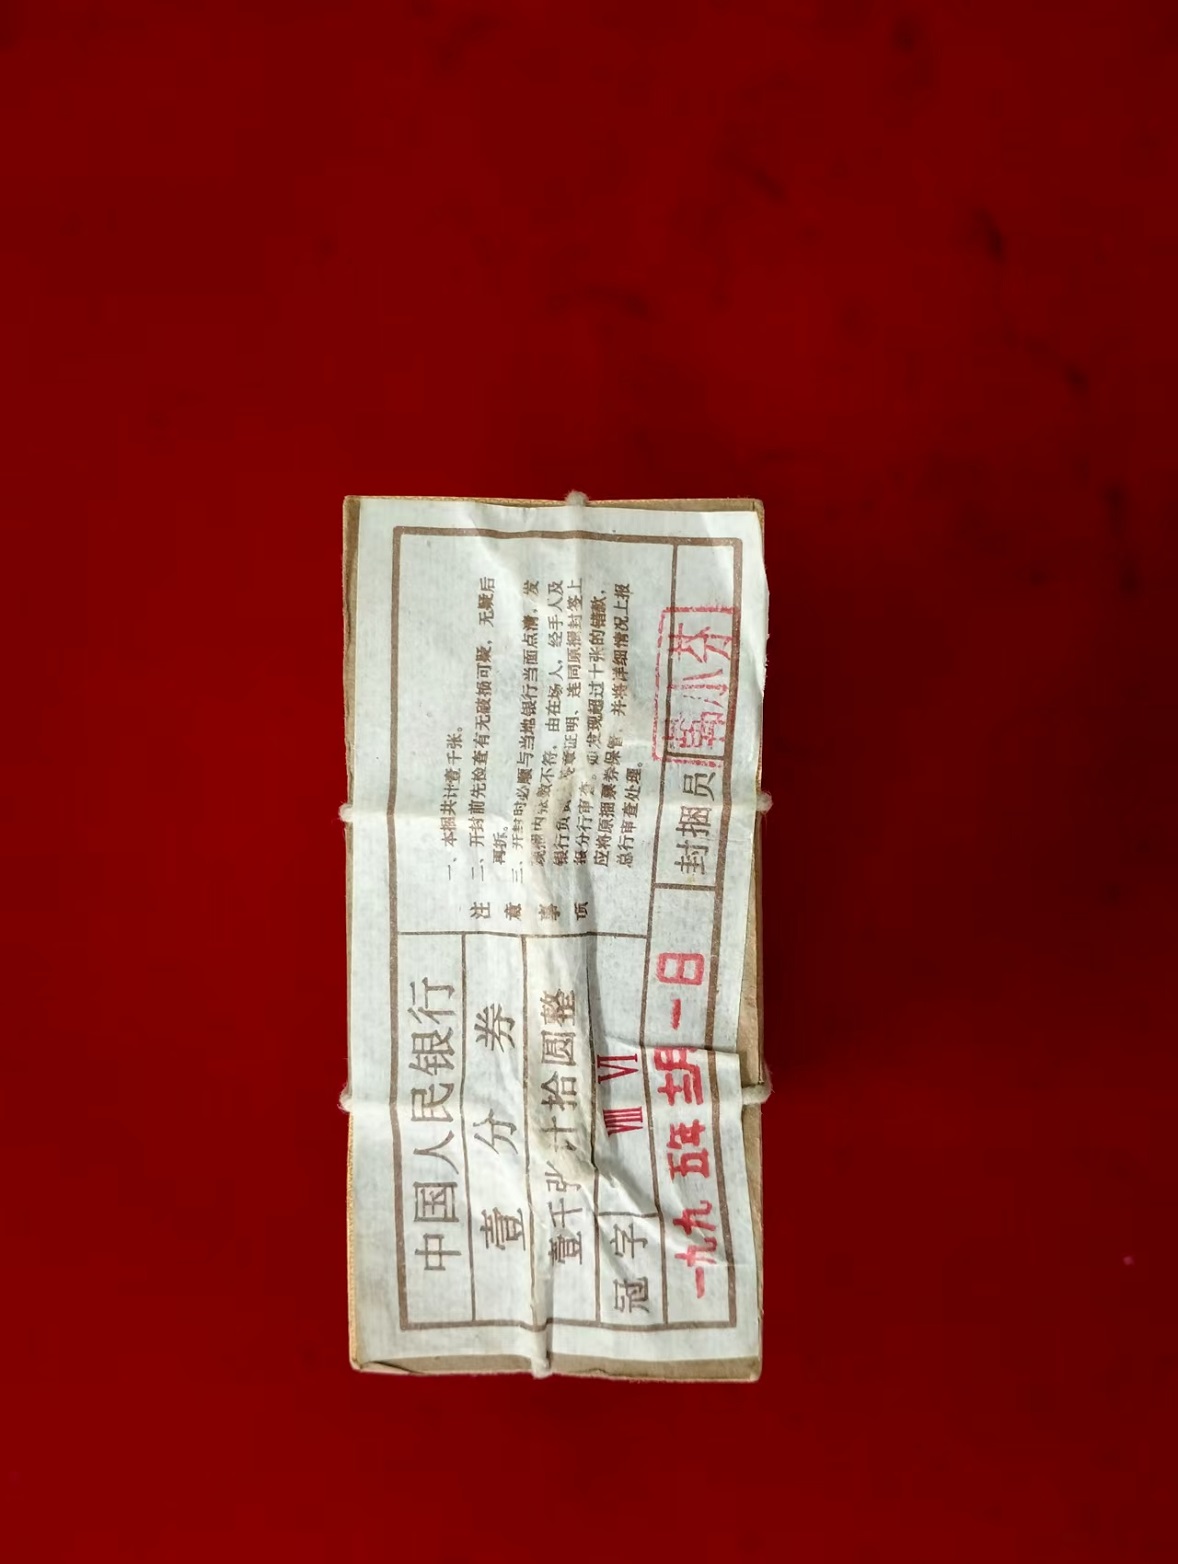 中国人民银行
壹分券
壹千张计拾圆整
冠字 Ⅷ Ⅵ
注意事项
一、本捆共计壹千张。
二、开封前先检查有无破损可疑，无疑后
再拆。
三、开封时必顺与当地银行当面点清，发
现捆内张数不符，由在场人，经手人及
银行负责 章证明、连同原捆封签上
报分行审查。如发现超过十张的错款，
应将原捆票券保管，并将详细情况上报
总行审查处理。
一九九五年 月一日 封捆员 韩小芬